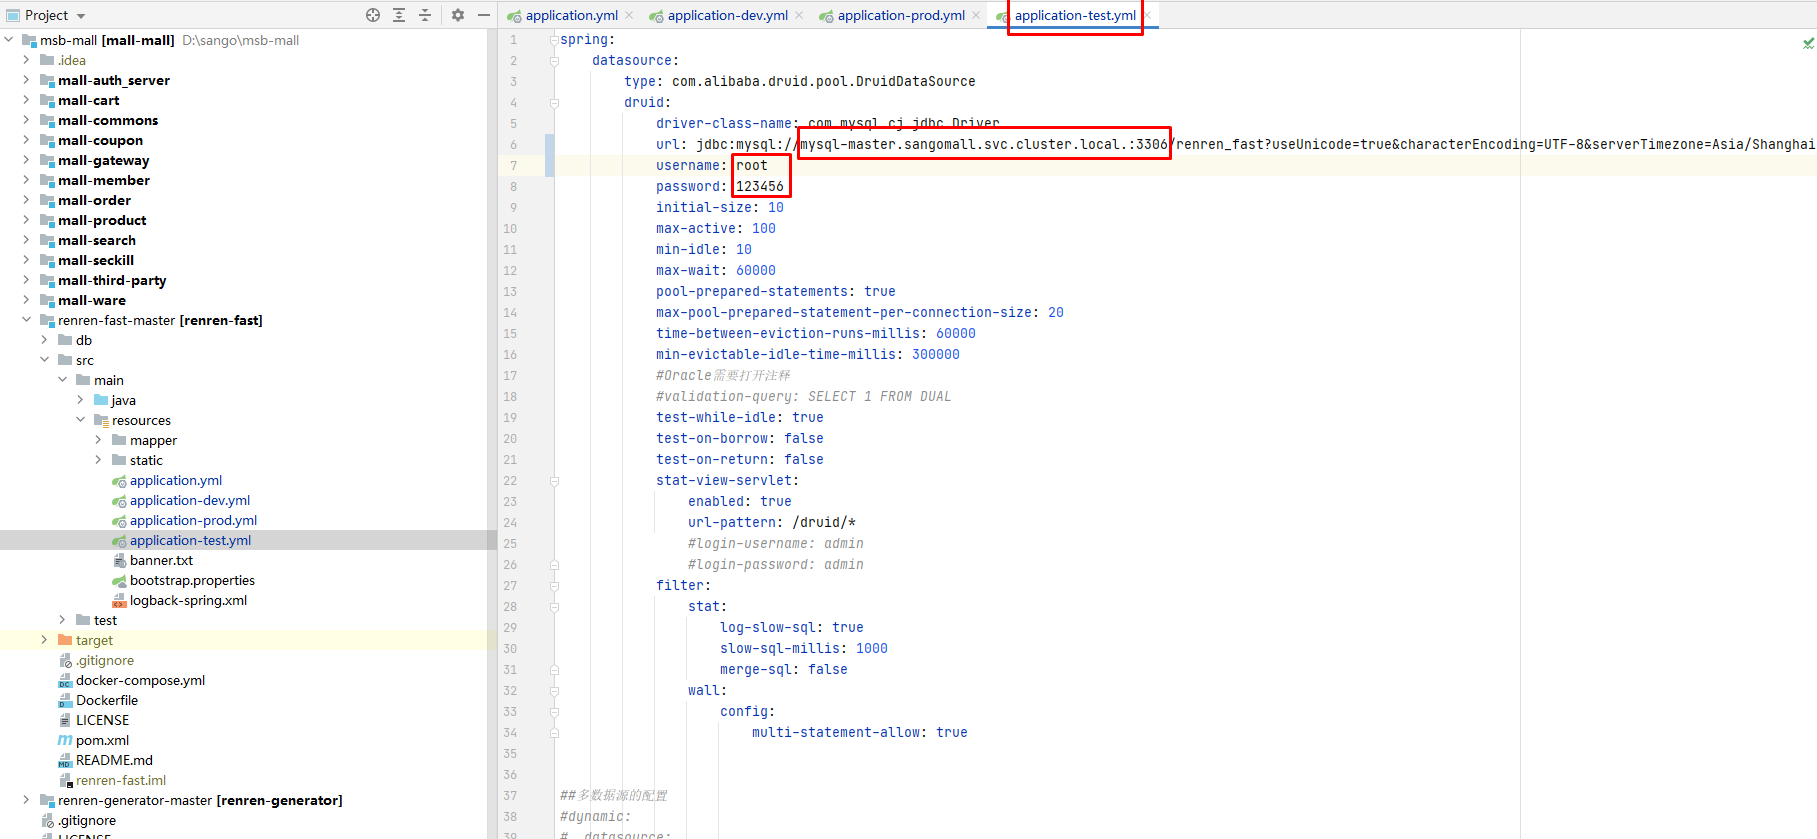 Project
msb-mall [mall-mall] D:\sango\msb-mall
.idea
mall-auth_server
mall-cart
mall-commons
mall-coupon
mall-gateway
mall-member
mall-order
mall-product
mall-search
mall-seckill
mall-third-party
mall-ware
renren-fast-master [renren-fast]
db
src
main
java
resources
mapper
static
application.yml
application-dev.yml
application-prod.yml
application-test.yml
banner.txt
bootstrap.properties
logback-spring.xml
test
target
.gitignore
docker-compose.yml
Dockerfile
LICENSE
pom.xml
README.md
renren-fast.iml
renren-generator-master [renren-generator]
.gitignore
LICENSE
application.yml application-dev.yml application-prod.yml application-test.yml
1 spring:
2 datasource:
3 type: com.alibaba.druid.pool.DruidDataSource
4 druid:
5 driver-class-name: com.mysql.cj.jdbc.Driver
6 url: jdbc:mysql://mysql-master.sangomall.svc.cluster.local.:3306/renren_fast?useUnicode=true&characterEncoding=UTF-8&serverTimezone=Asia/Shanghai
7 username: root
8 password: 123456
9 initial-size: 10
10 max-active: 100
11 min-idle: 10
12 max-wait: 60000
13 pool-prepared-statements: true
14 max-pool-prepared-statement-per-connection-size: 20
15 time-between-eviction-runs-millis: 60000
16 min-evictable-idle-time-millis: 300000
17 #Oracle需要打开注释
18 #validation-query: SELECT 1 FROM DUAL
19 test-while-idle: true
20 test-on-borrow: false
21 test-on-return: false
22 stat-view-servlet:
23 enabled: true
24 url-pattern: /druid/*
25 #login-username: admin
26 #login-password: admin
27 filter:
28 stat:
29 log-slow-sql: true
30 slow-sql-millis: 1000
31 merge-sql: false
32 wall:
33 config:
34 multi-statement-allow: true
35
36
37 ##多数据源的配置
38 #dynamic:
39 # datasource: